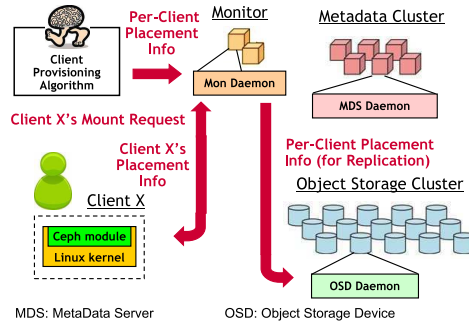 Per-Client
Placement
Info
Monitor
Metadata Cluster
Client
Provisioning
Algorithm
Mon Daemon
MDS Daemon
Client X's Mount Request
Client X's
Placement
Info
Per-Client Placement
Info (for Replication)
Object Storage Cluster
Client X
Ceph module
Linux kernel
OSD Daemon
MDS: MetaData Server
OSD: Object Storage Device